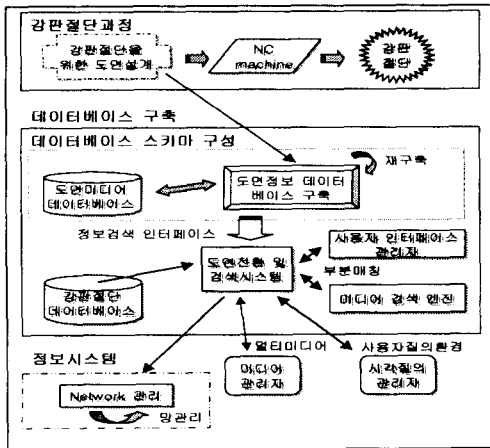 강판절단과정
강판절단을
위한 도면설계
NC
machine
강판
절단
데이터베이스 구축
데이터베이스 스키마 구성
재구축
도면미디어
데이터베이스
도면정보 데이터
베이스 구축
정보검색 인터페이스
사용자 인터페이스
관리자
도면전환 및
검색시스템
부분매칭
강판절단
데이터베이스
미디어 검색 엔진
멀티미디어
사용자질의환경
정보시스템
미디어
관리자
시각질의
관리자
Network 관리
망관리